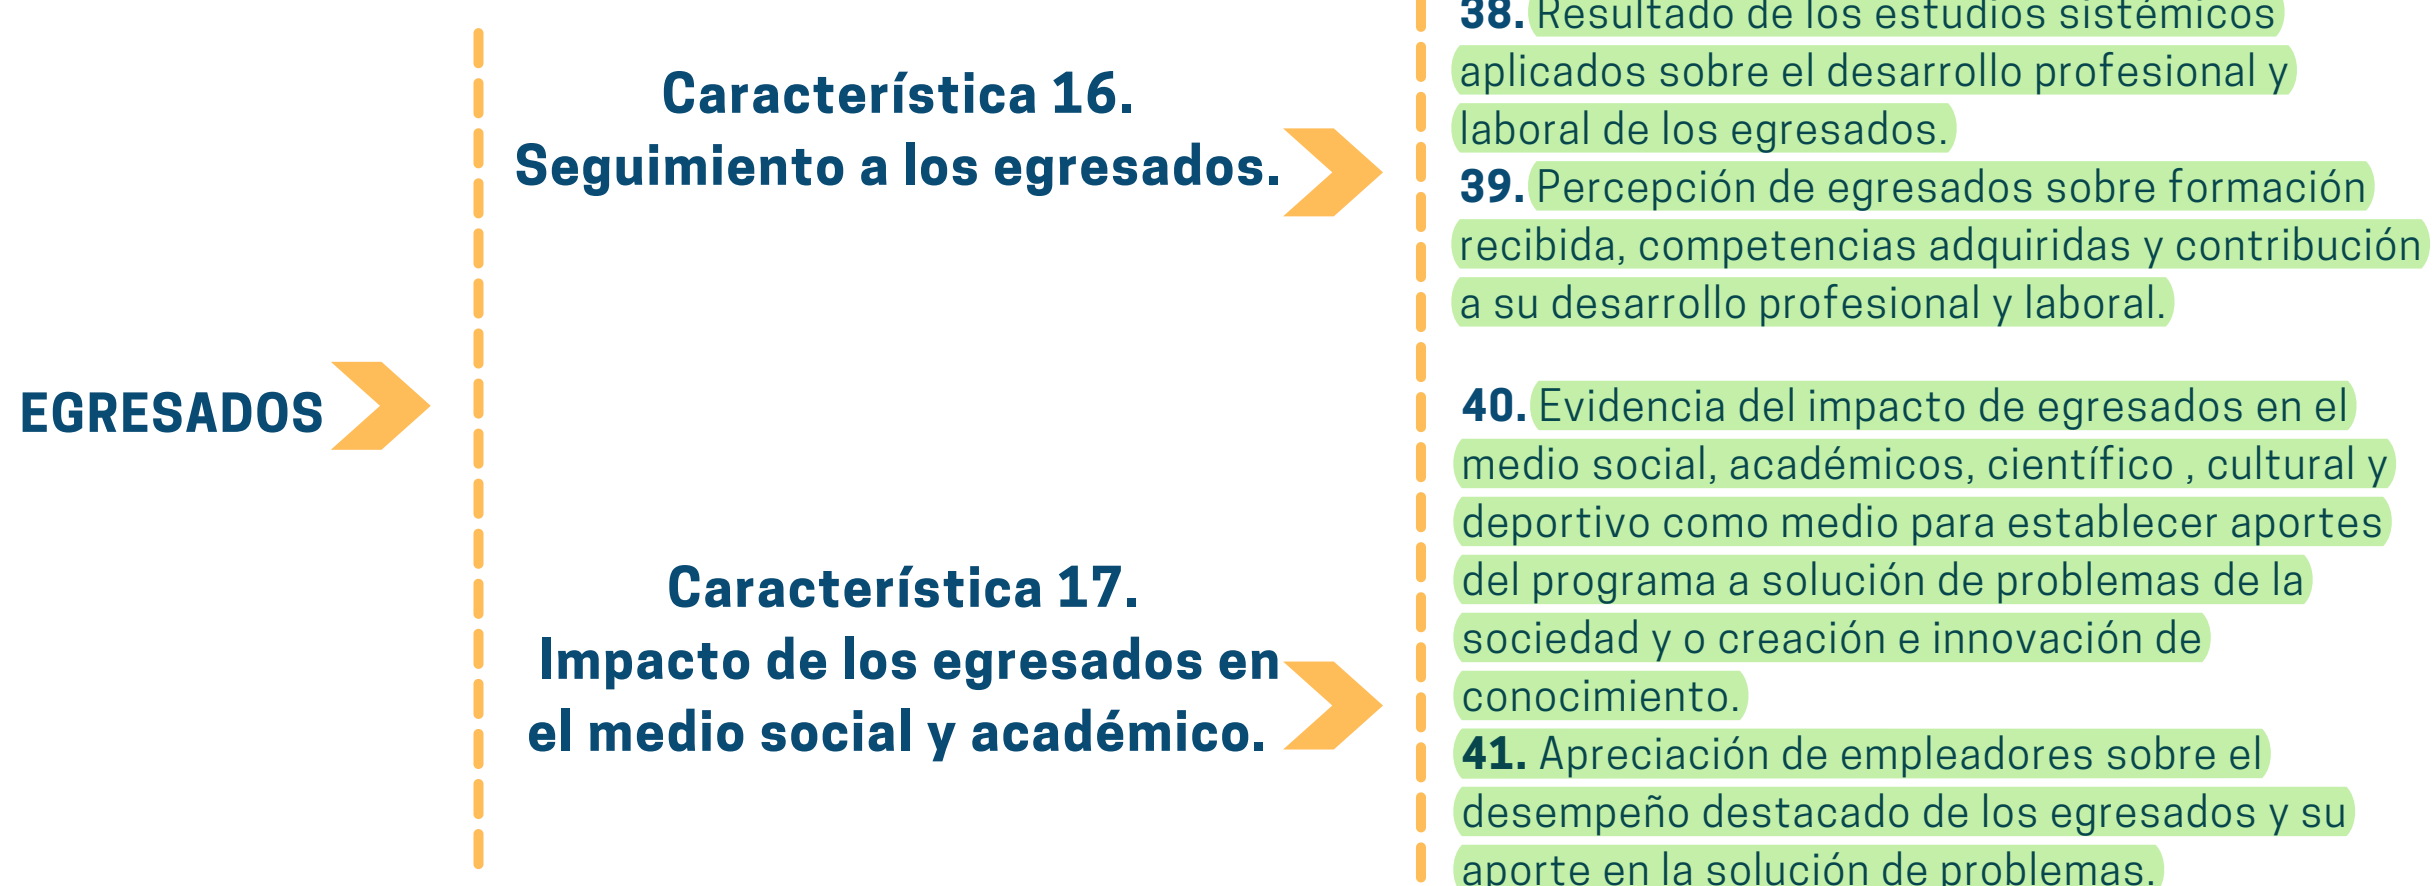 EGRESADOS
Característica 16.
Seguimiento a los egresados.
38. Resultado de los estudios sistémicos
aplicados sobre el desarrollo profesional y
laboral de los egresados.
39. Percepción de egresados sobre formación
recibida, competencias adquiridas y contribución
a su desarrollo profesional y laboral.
Característica 17.
Impacto de los egresados en
el medio social y académico.
40. Evidencia del impacto de egresados en el
medio social, académicos, científico , cultural y
deportivo como medio para establecer aportes
del programa a solución de problemas de la
sociedad y o creación e innovación de
conocimiento.
41. Apreciación de empleadores sobre el
desempeño destacado de los egresados y su
aporte en la solución de problemas.